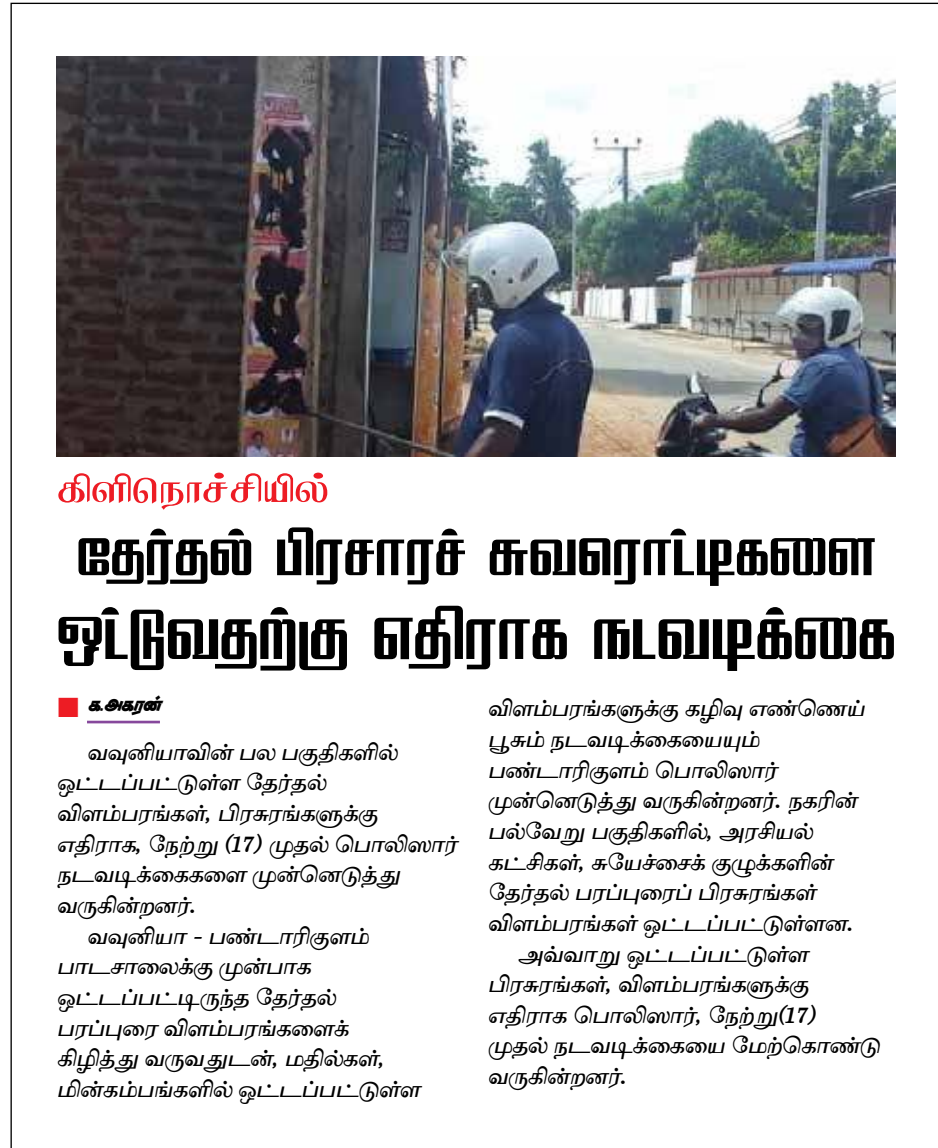 கிளிநொச்சியில்
தேர்தல் பிரசாரச் சுவரொட்டிகளை
ஒட்டுவதற்கு எதிராக நடவடிக்கை
க.அகரன்
வவுனியாவின் பல பகுதிகளில்
ஒட்டப்பட்டுள்ள தேர்தல்
விளம்பரங்கள், பிரசுரங்களுக்கு
எதிராக, நேற்று (17) முதல் பொலிஸார்
நடவடிக்கைகளை முன்னெடுத்து
வருகின்றனர்.
வவுனியா - பண்டாரிகுளம்
பாடசாலைக்கு முன்பாக
ஒட்டப்பட்டிருந்த தேர்தல்
பரப்புரை விளம்பரங்களைக்
கிழித்து வருவதுடன், மதில்கள்,
மின்கம்பங்களில் ஒட்டப்பட்டுள்ள
விளம்பரங்களுக்கு கழிவு எண்ணெய்
பூசும் நடவடிக்கையையும்
பண்டாரிகுளம் பொலிஸார்
முன்னெடுத்து வருகின்றனர். நகரின்
பல்வேறு பகுதிகளில், அரசியல்
கட்சிகள், சுயேச்சைக் குழுக்களின்
தேர்தல் பரப்புரைப் பிரசுரங்கள்
விளம்பரங்கள் ஒட்டப்பட்டுள்ளன.
அவ்வாறு ஒட்டப்பட்டுள்ள
பிரசுரங்கள், விளம்பரங்களுக்கு
எதிராக பொலிஸார், நேற்று(17)
முதல் நடவடிக்கையை மேற்கொண்டு
வருகின்றனர்.